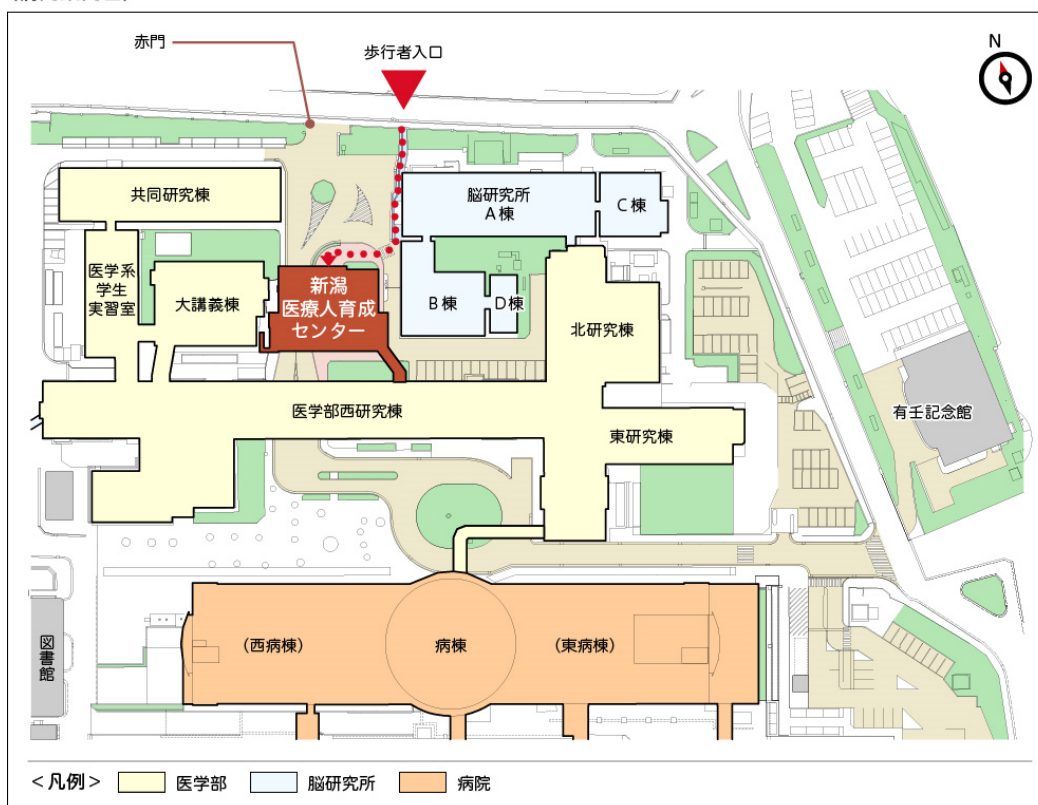 赤門
歩行者入口
N
共同研究棟
脳研究所
A棟
C棟
医学系
学生
実習室
大講義棟
新潟
医療人育成
センター
B棟
D棟
北研究棟
医学部西研究棟
東研究棟
有壬記念館
図書館
(西病棟)
病棟
(東病棟)
<凡例>
医学部
脳研究所
病院